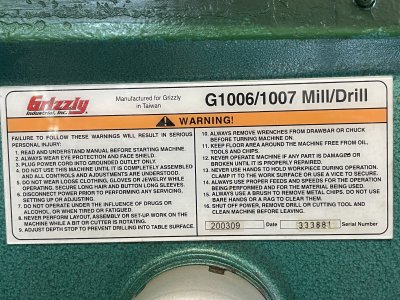 Grizzly
Industrial, Inc.
Manufactured for Grizzly
in Taiwan
G1006/1007 Mill/Drill
WARNING!
FAILURE TO FOLLOW THESE WARNINGS WILL RESULT IN SERIOUS
PERSONAL INJURY:
1. READ AND UNDERSTAND MANUAL BEFORE STARTING MACHINE.
2. ALWAYS WEAR EYE PROTECTION AND FACE SHIELD.
3. PLUG POWER CORD INTO GROUNDED OUTLET ONLY.
4. DO NOT USE THIS MACHINE UNTIL IT IS COMPLETELY ASSEMBLED
AND ALL CONTROLS AND ADJUSTMENTS ARE UNDERSTOOD.
5. DO NOT WEAR LOOSE CLOTHING, GLOVES OR JEWELRY WHILE
OPERATING. SECURE LONG HAIR AND BUTTON LONG SLEEVES.
6. DISCONNECT POWER PRIOR TO PERFORMING ANY SERVICING,
SETTING UP OR ADJUSTING.
7. DO NOT OPERATE UNDER THE INFLUENCE OF DRUGS OR
ALCOHOL, OR WHEN TIRED OR FATIGUED.
8. NEVER PERFORM LAYOUT, ASSEMBLY OR SET-UP WORK ON THE
MACHINE WHILE A BIT OR CUTTER IS ROTATING.
9. ADJUST DEPTH STOP TO PREVENT DRILLING INTO TABLE SURFACE.
10. ALWAYS REMOVE WRENCHES FROM DRAWBAR OR CHUCK
BEFORE TURNING MACHINE ON.
11. KEEP FLOOR AREA AROUND THE MACHINE FREE FROM OIL,
TOOLS AND CHIPS.
12. NEVER OPERATE MACHINE IF ANY PART IS DAMAGED OR
BROKEN UNTIL IT IS PROPERLY REPAIRED.
13. NEVER USE HANDS TO HOLD WORKPIECE DURING OPERATION.
CLAMP IT TO THE WORK SURFACE OR USE A VICE TO SECURE.
14. ALWAYS USE PROPER FEEDS AND SPEEDS FOR THE OPERATION
BEING PERFORMED AND FOR THE MATERIAL BEING USED.
15. ALWAYS USE A BRUSH TO REMOVE METAL CHIPS. DO NOT USE
BARE HANDS OR A RAG TO CLEAR THEM.
16. SHUT OFF POWER, REMOVE DRILL OR CUTTING TOOL AND
CLEAN MACHINE BEFORE LEAVING.
200309 Date 333881 Serial Number